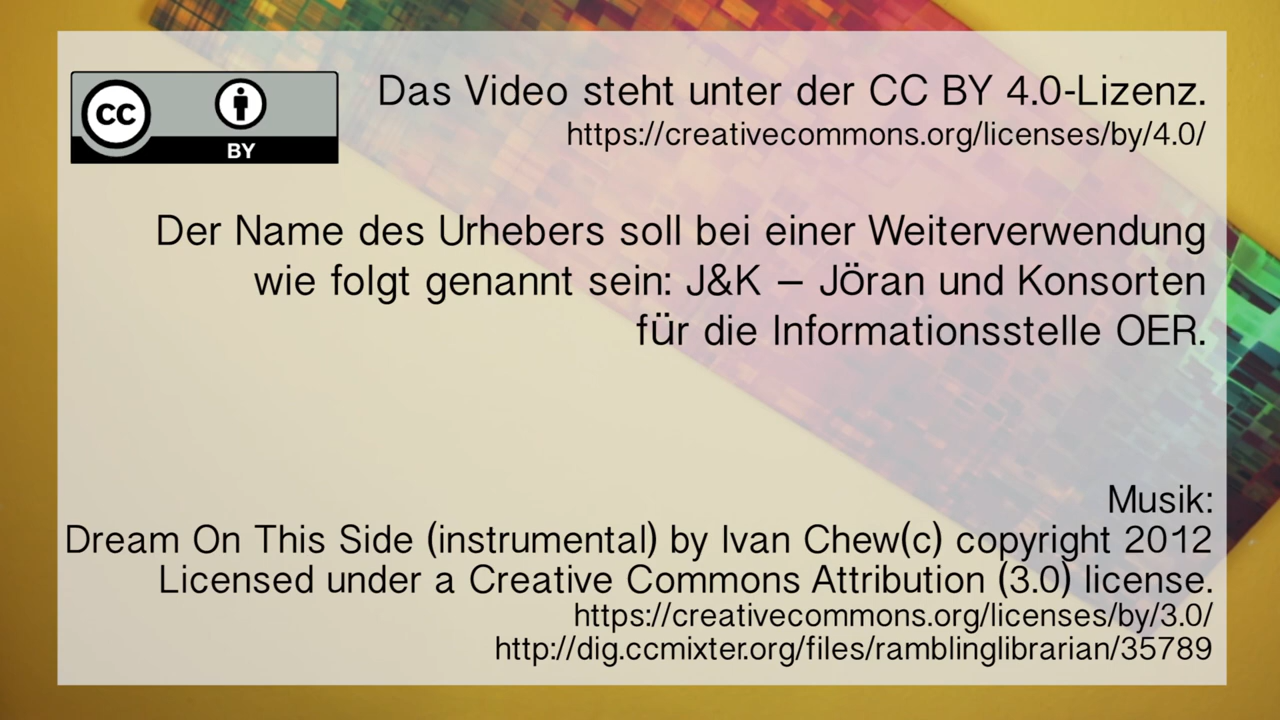 CC
BY
Das Video steht unter der CC BY 4.0-Lizenz.
https://creativecommons.org/licenses/by/4.0/
Der Name des Urhebers soll bei einer Weiterverwendung
wie folgt genannt sein: J&K – Jöran und Konsorten
für die Informationsstelle OER.
Musik:
Dream On This Side (instrumental) by Ivan Chew(c) copyright 2012
Licensed under a Creative Commons Attribution (3.0) license.
https://creativecommons.org/licenses/by/3.0/
http://dig.ccmixter.org/files/ramblinglibrarian/35789